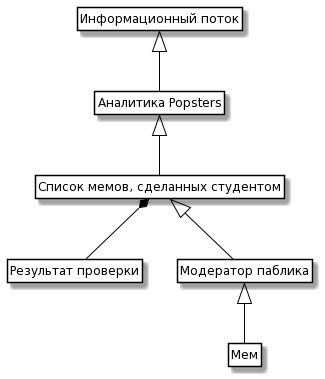 Информационный поток
Аналитика Popsters
Список мемов, сделанных студентом
Результат проверки
Модератор паблика
Мем